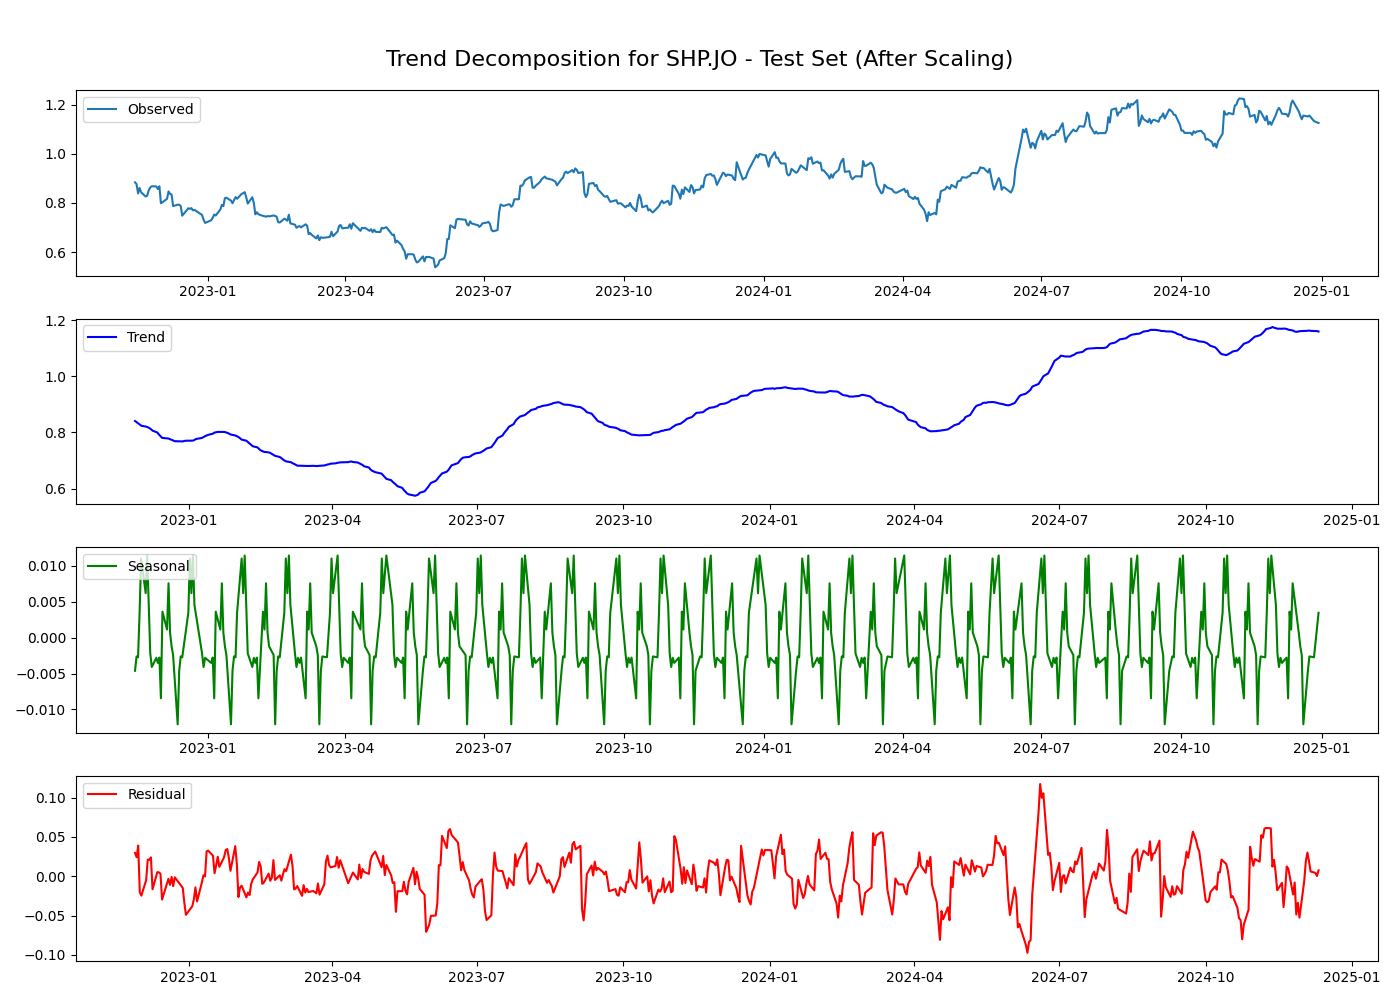 Trend Decomposition for SHP.JO - Test Set (After Scaling)
Observed
1.2
1.0
0.8
0.6
2023-01 2023-04 2023-07 2023-10 2024-01 2024-04 2024-07 2024-10 2025-01
Trend
1.2
1.0
0.8
0.6
2023-01 2023-04 2023-07 2023-10 2024-01 2024-04 2024-07 2024-10 2025-01
Seasonal
0.010
0.005
0.000
−0.005
−0.010
2023-01 2023-04 2023-07 2023-10 2024-01 2024-04 2024-07 2024-10 2025-01
Residual
0.10
0.05
0.00
−0.05
−0.10
2023-01 2023-04 2023-07 2023-10 2024-01 2024-04 2024-07 2024-10 2025-01